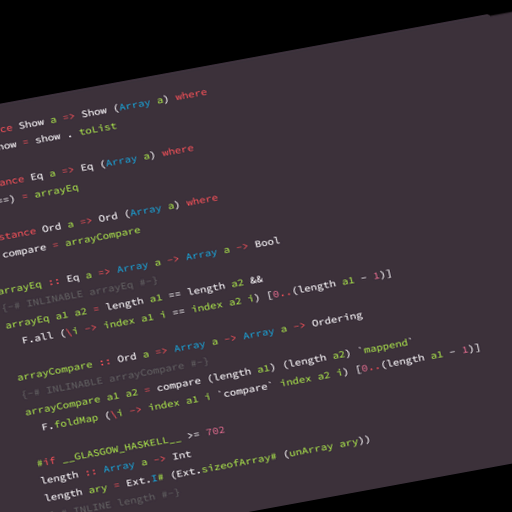 ce Show a => Show (Array a) where
how = show . toList
tance Eq a => Eq (Array a) where
==) = arrayEq
stance Ord a => Ord (Array a) where
compare = arrayCompare
arrayEq :: Eq a => Array a -> Array a -> Bool
{-# INLINABLE arrayEq #-}
arrayEq a1 a2 = length a1 == length a2 &&
F.all (\i -> index a1 i == index a2 i) [0..(length a1 - 1)]
arrayCompare :: Ord a => Array a -> Array a -> Ordering
{-# INLINABLE arrayCompare #-}
arrayCompare a1 a2 = compare (length a1) (length a2) `mappend`
F.foldMap (\i -> index a1 i `compare` index a2 i) [0..(length a1 - 1)]
#if __GLASGOW_HASKELL__ >= 702
length :: Array a -> Int
length ary = Ext.I# (Ext.sizeofArray# (unArray ary))
{-# INLINE length #-}